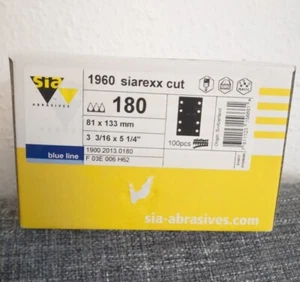 sia
ABRASIVES
1960 siarexx cut
180
81 x 133 mm
3 3/16 x 5 1/4"
100pcs
blue line
1900.2013.0180
F 03E 006 H62
sia-abrasives.com